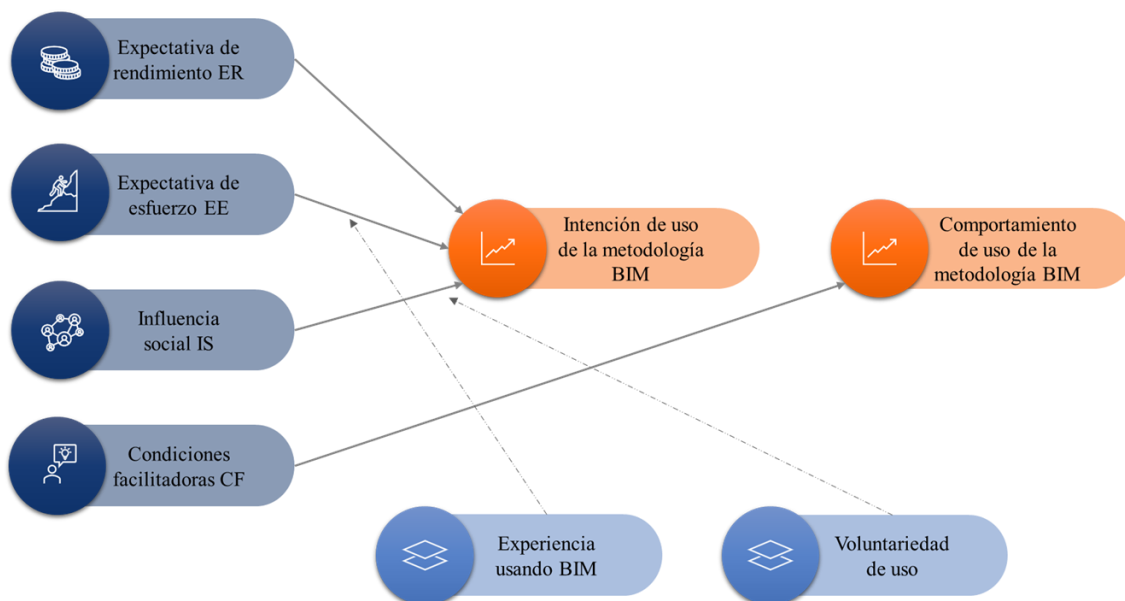 Expectativa de
rendimiento ER
Expectativa de
esfuerzo EE
Influencia
social IS
Condiciones
facilitadoras CF
Intención de uso
de la metodología
BIM
Comportamiento
de uso de la
metodología BIM
Experiencia
usando BIM
Voluntariedad
de uso